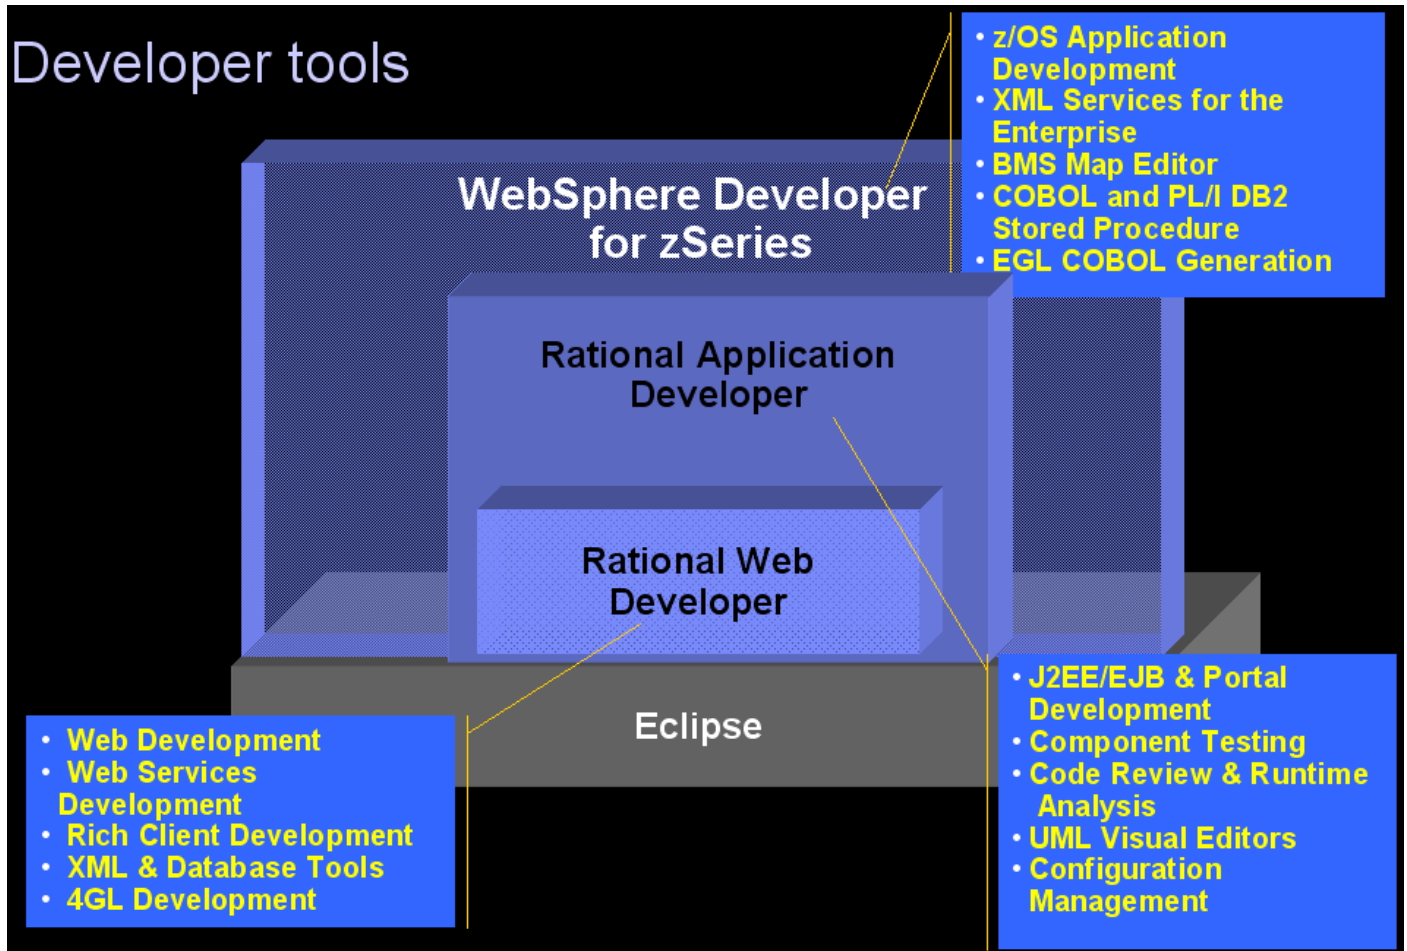 Developer tools
• z/OS Application
Development
• XML Services for the
Enterprise
• BMS Map Editor
• COBOL and PL/I DB2
Stored Procedure
• EGL COBOL Generation
WebSphere Developer
for zSeries
Rational Application
Developer
Rational Web
Developer
Eclipse
• Web Development
• Web Services
Development
• Rich Client Development
• XML & Database Tools
• 4GL Development
• J2EE/EJB & Portal
Development
• Component Testing
• Code Review & Runtime
Analysis
• UML Visual Editors
• Configuration
Management